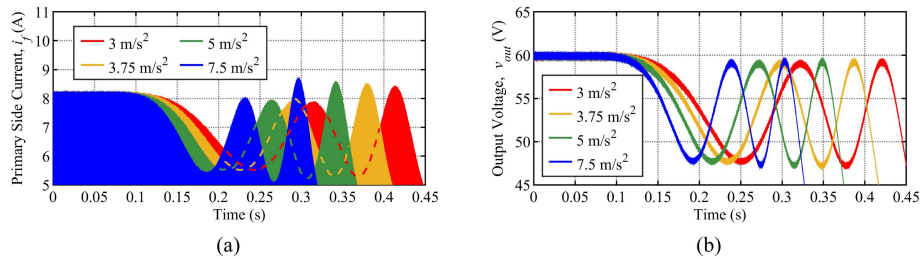 Primary Side Current, i_f (A)
11
10
9
8
7
6
5
3 m/s²
5 m/s²
3.75 m/s²
7.5 m/s²
0
0.05
0.1
0.15
0.2
0.25
0.3
0.35
0.4
0.45
Time (s)
(a)
Output Voltage, v_out (V)
65
60
55
50
45
3 m/s²
3.75 m/s²
5 m/s²
7.5 m/s²
0
0.05
0.1
0.15
0.2
0.25
0.3
0.35
0.4
0.45
Time (s)
(b)